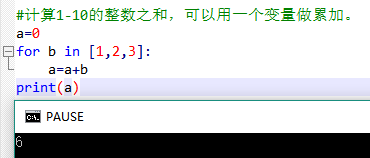 #计算1-10的整数之和，可以用一个变量做累加。
a=0
for b in [1,2,3]:
    a=a+b
print(a)
C:\. PAUSE
6